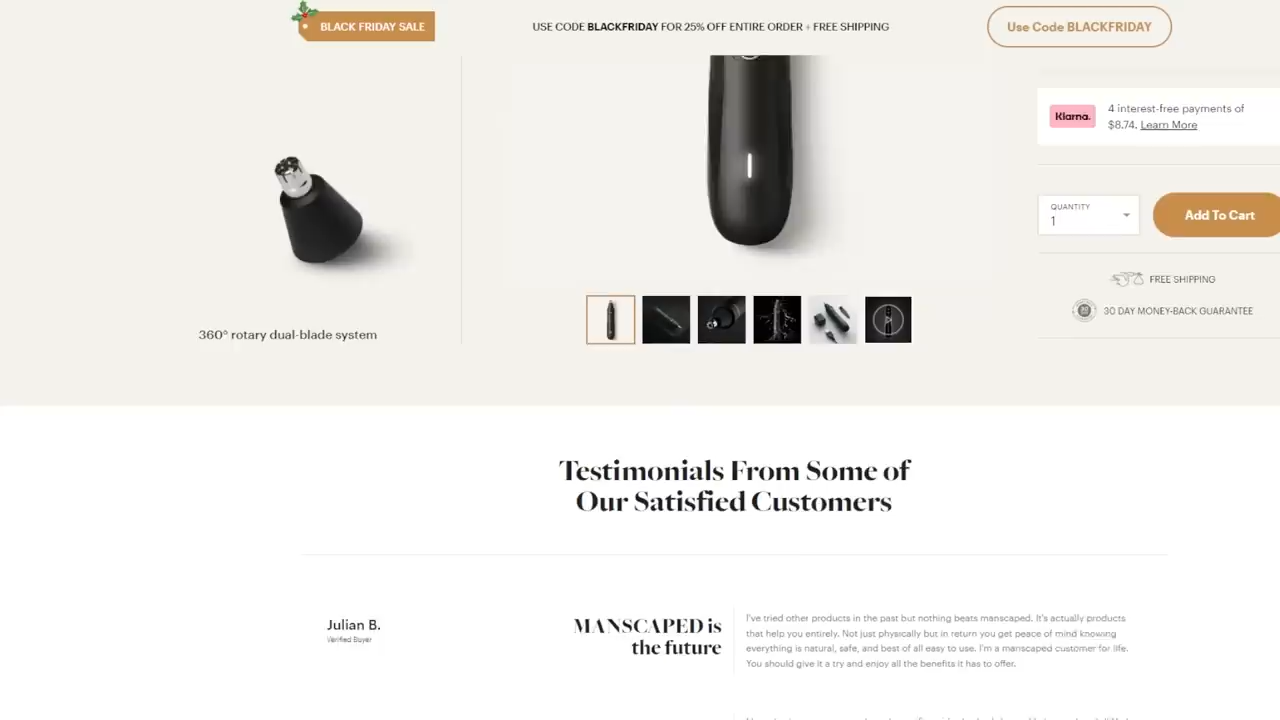 BLACK FRIDAY SALE
USE CODE BLACKFRIDAY FOR 25% OFF ENTIRE ORDER + FREE SHIPPING
Use Code BLACKFRIDAY
Klarna.
4 interest-free payments of
$8.74. Learn More
QUANTITY
1
Add To Cart
FREE SHIPPING
30 DAY MONEY-BACK GUARANTEE
360° rotary dual-blade system
Testimonials From Some of
Our Satisfied Customers
Julian B.
Verified Buyer
MANSCAPED is
the future
I've tried other products in the past but nothing beats manscaped. It's actually products
that help you entirely. Not just physically but in return you get peace of mind knowing
everything is natural, safe, and best of all easy to use. I'm a manscaped customer for life.
You should give it a try and enjoy all the benefits it has to offer.